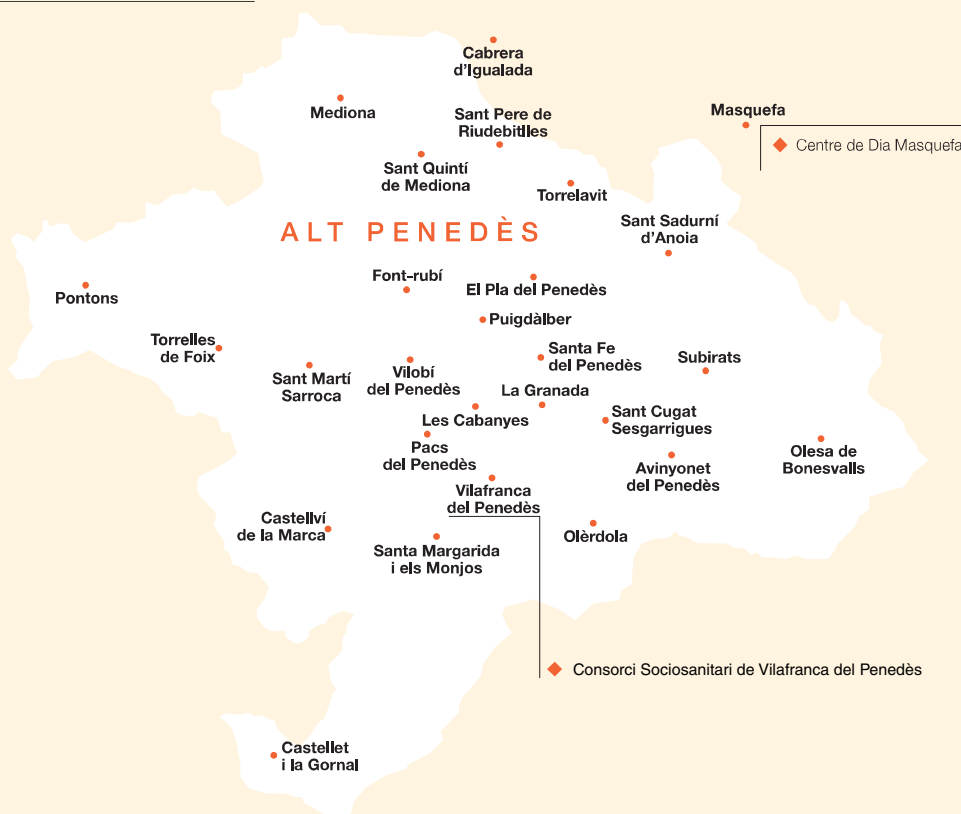 Cabrera
d'Igualada
Mediona
Sant Pere de
Riudebitlles
Masquefa
Centre de Dia Masquefa
Sant Quintí
de Mediona
Torrelavit
Sant Sadurní
d'Anoia
ALT PENEDÈS
Font-rubí
El Pla del Penedès
Pontons
Puigdàlber
Torrelles
de Foix
Santa Fe
del Penedès
Subirats
Sant Martí
Sarroca
Vilobí
del Penedès
La Granada
Les Cabanyes
Sant Cugat
Sesgarrigues
Pacs
del Penedès
Olesa de
Bonesvalls
Avinyonet
del Penedès
Vilafranca
del Penedès
Castellví
de la Marca
Olèrdola
Santa Margarida
i els Monjos
Consorci Sociosanitari de Vilafranca del Penedès
Castellet
i la Gornal